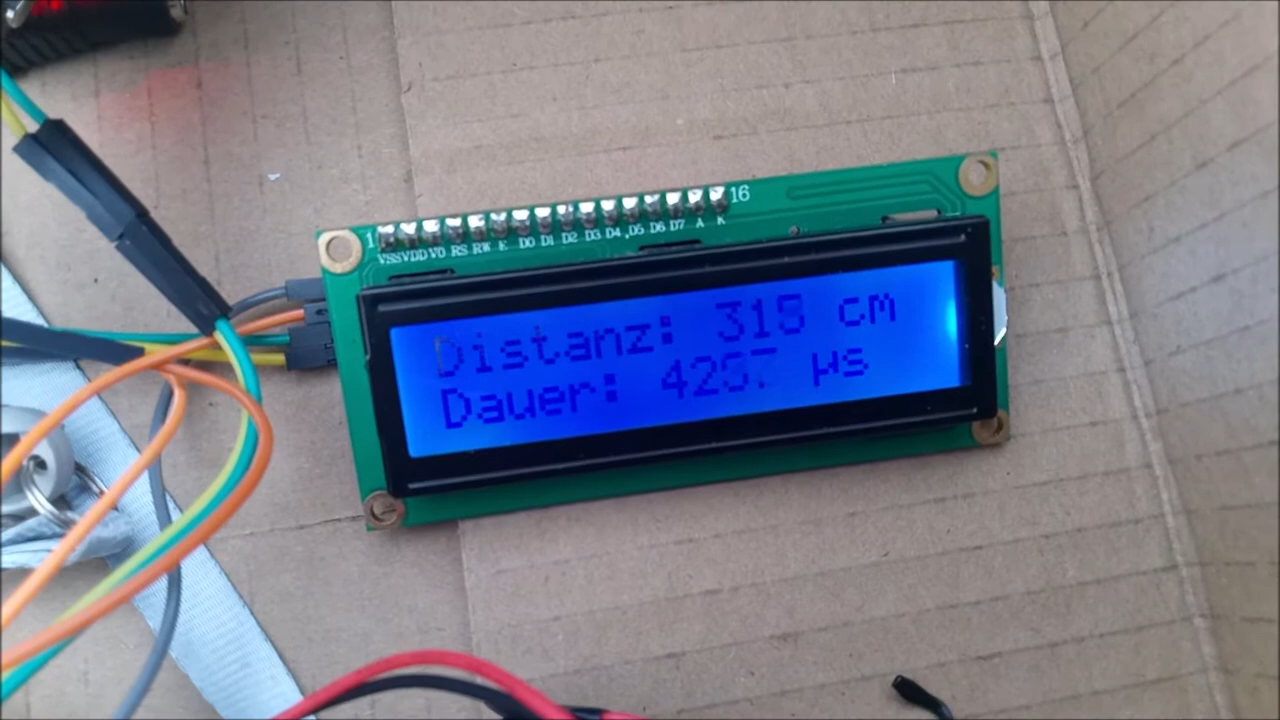 1 16
VSS VDD V0 RS RW E D0 D1 D2 D3 D4 D5 D6 D7 A K
Distanz: cm
Dauer: µs